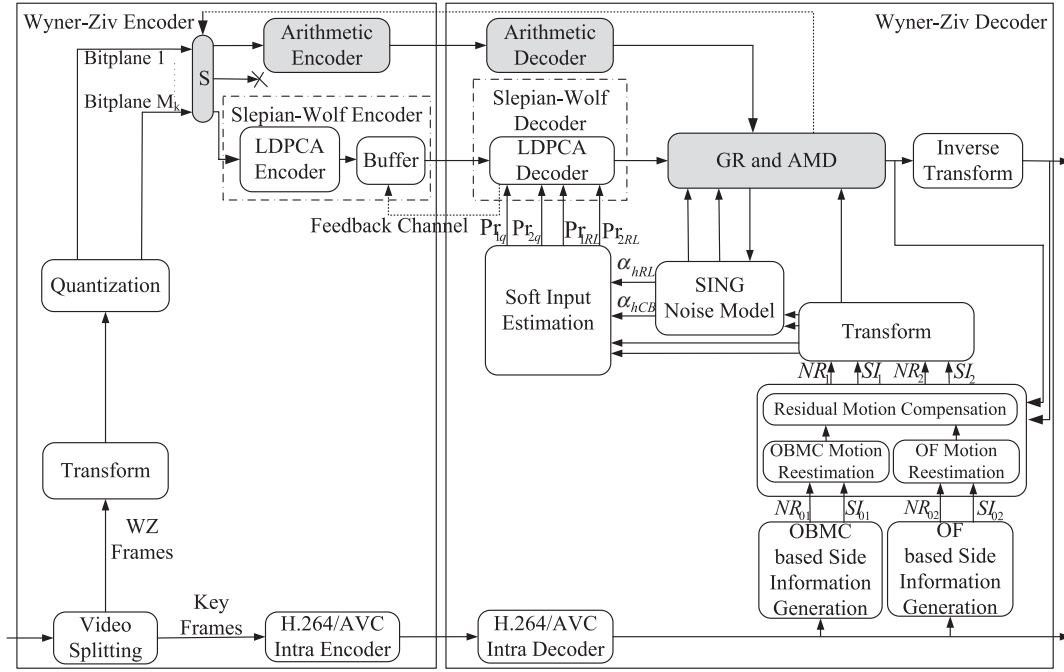 Wyner-Ziv Encoder
Wyner-Ziv Decoder
Bitplane 1
S
Arithmetic
Encoder
Arithmetic
Decoder
Bitplane M_k
Slepian-Wolf Encoder
LDPCA
Encoder
Buffer
Slepian-Wolf
Decoder
LDPCA
Decoder
GR and AMD
Inverse
Transform
Feedback Channel
Pr_1q
Pr_2q
Pr_1RL
Pr_2RL
Quantization
Soft Input
Estimation
α_hRL
α_hCB
SING
Noise Model
Transform
NR_1
SI_1
NR_2
SI_2
Residual Motion Compensation
OBMC Motion
Reestimation
OF Motion
Reestimation
Transform
NR_01
SI_01
NR_02
SI_02
WZ
Frames
OBMC
based Side
Information
Generation
OF
based Side
Information
Generation
Video
Splitting
Key
Frames
H.264/AVC
Intra Encoder
H.264/AVC
Intra Decoder